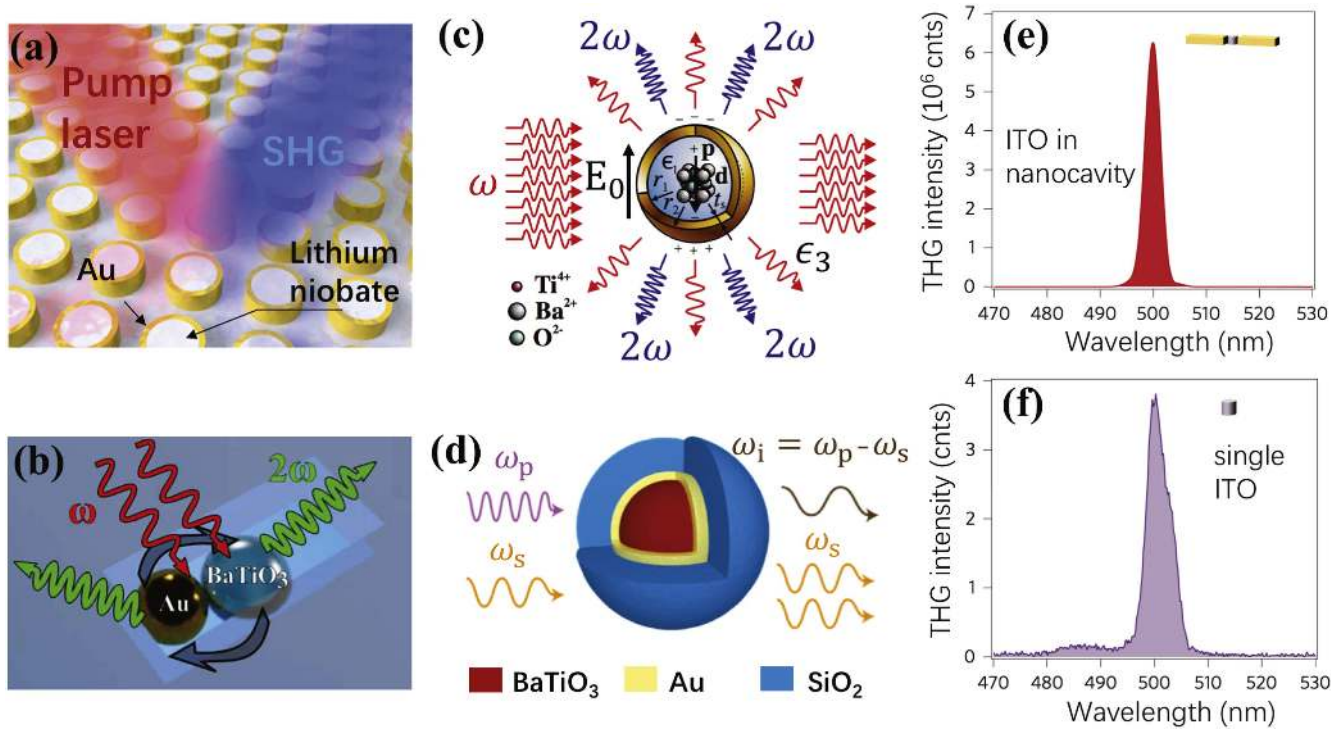 (a)
Pump
laser
SHG
Au
Lithium
niobate
(b)
ω
2ω
Au
BaTiO₃
(c)
2ω
2ω
ω
E₀
- - -
+
p
ϵ₁
d
r₁
r₂
+ + +
ϵ₃
Ti⁴⁺
Ba²⁺
O²⁻
2ω
2ω
(d)
ωₚ
ωᵢ = ωₚ-ωₛ
ωₛ
ωₛ
BaTiO₃
Au
SiO₂
(e)
THG intensity (10⁶ cnts)
7
6
5
4
3
2
1
0
ITO in
nanocavity
470 480 490 500 510 520 530
Wavelength (nm)
(f)
THG intensity (cnts)
4
3
2
1
0
single
ITO
470 480 490 500 510 520 530
Wavelength (nm)